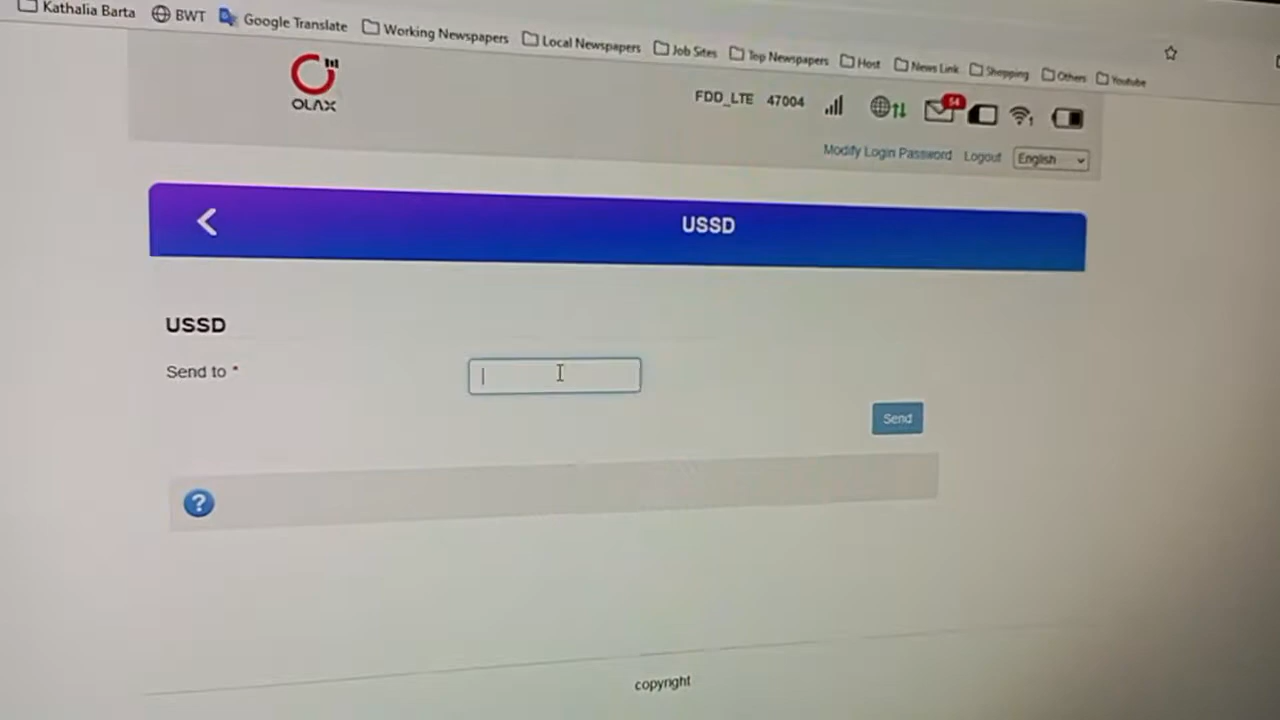 Kathalia Barta BWT Google Translate Working Newspapers Local Newspapers Job Sites Top Newspapers Host News Link Shopping Others Youtube
OLAX
FDD_LTE 47004 54 1
Modify Login Password Logout English
USSD
USSD
Send to *
Send
?
copyright